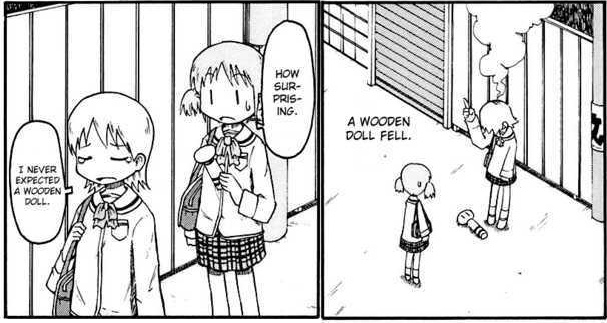 A WOODEN
DOLL FELL.
HOW
SUR-
PRIS-
ING.
I NEVER
EXPECTED
A WOODEN
DOLL.